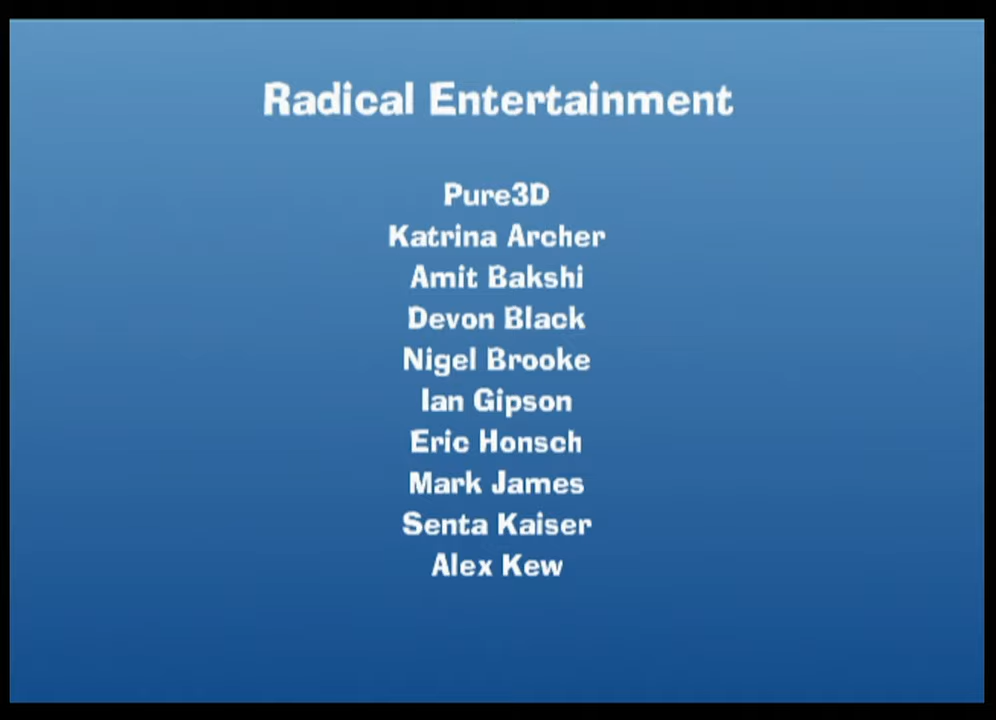 Radical Entertainment
Pure3D
Katrina Archer
Amit Bakshi
Devon Black
Nigel Brooke
Ian Gipson
Eric Honsch
Mark James
Senta Kaiser
Alex Kew